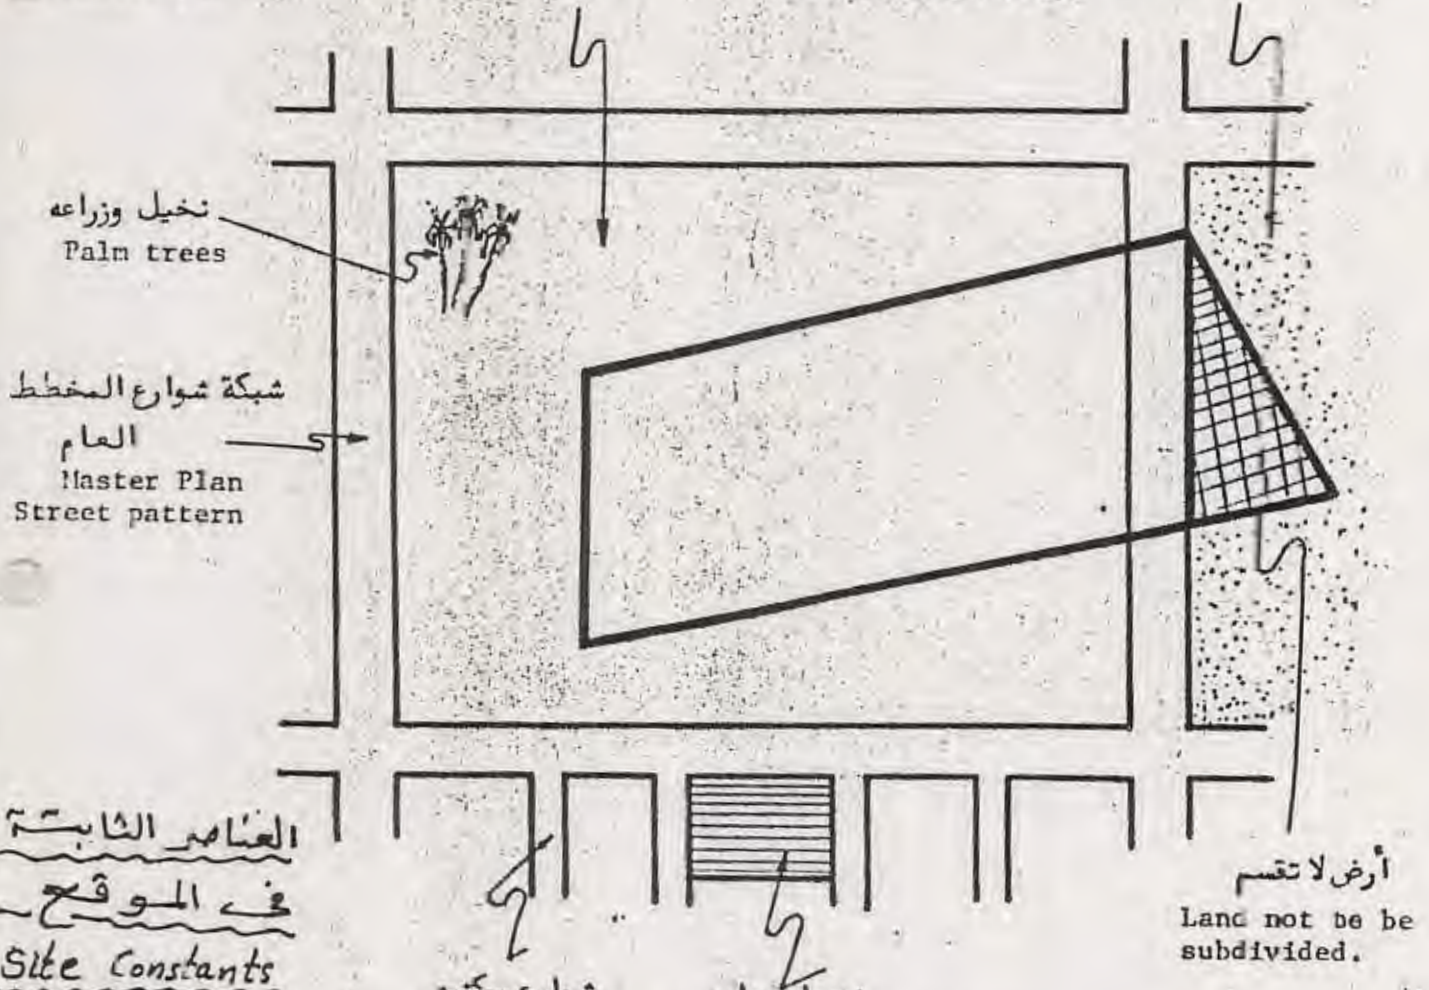 نخيل وزراعه
Palm trees
شبكة شوارع المخطط
العام
Master Plan
Street pattern
العناصر الثابتة
في الموقع
Site Constants
أرض لا تقسم
Land not be be
subdivided.